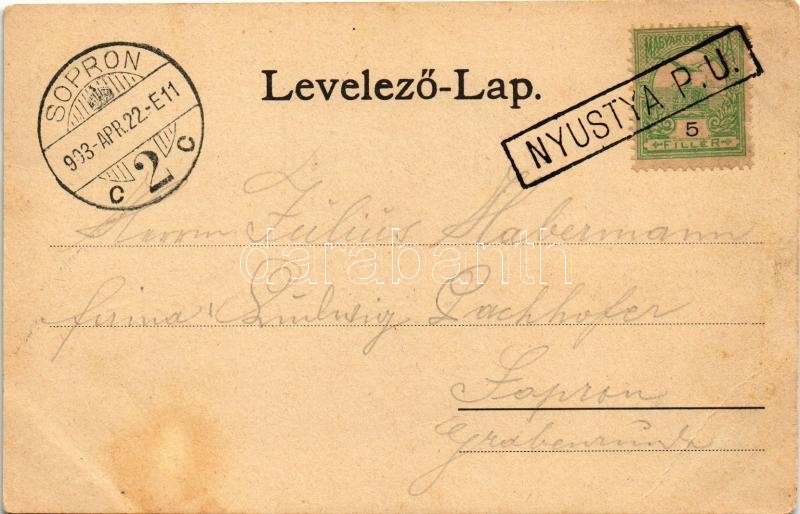 SOPRON
903-APR.22.-E11
C 2 C
Levelező-Lap.
MAGYAR KIR. POSTA
5
FILLÉR
NYUSTYA P.U.
Herrn Julius Habermann
darabanth
firma Ludwig Lachhofer
Sopron
Grabenrunde